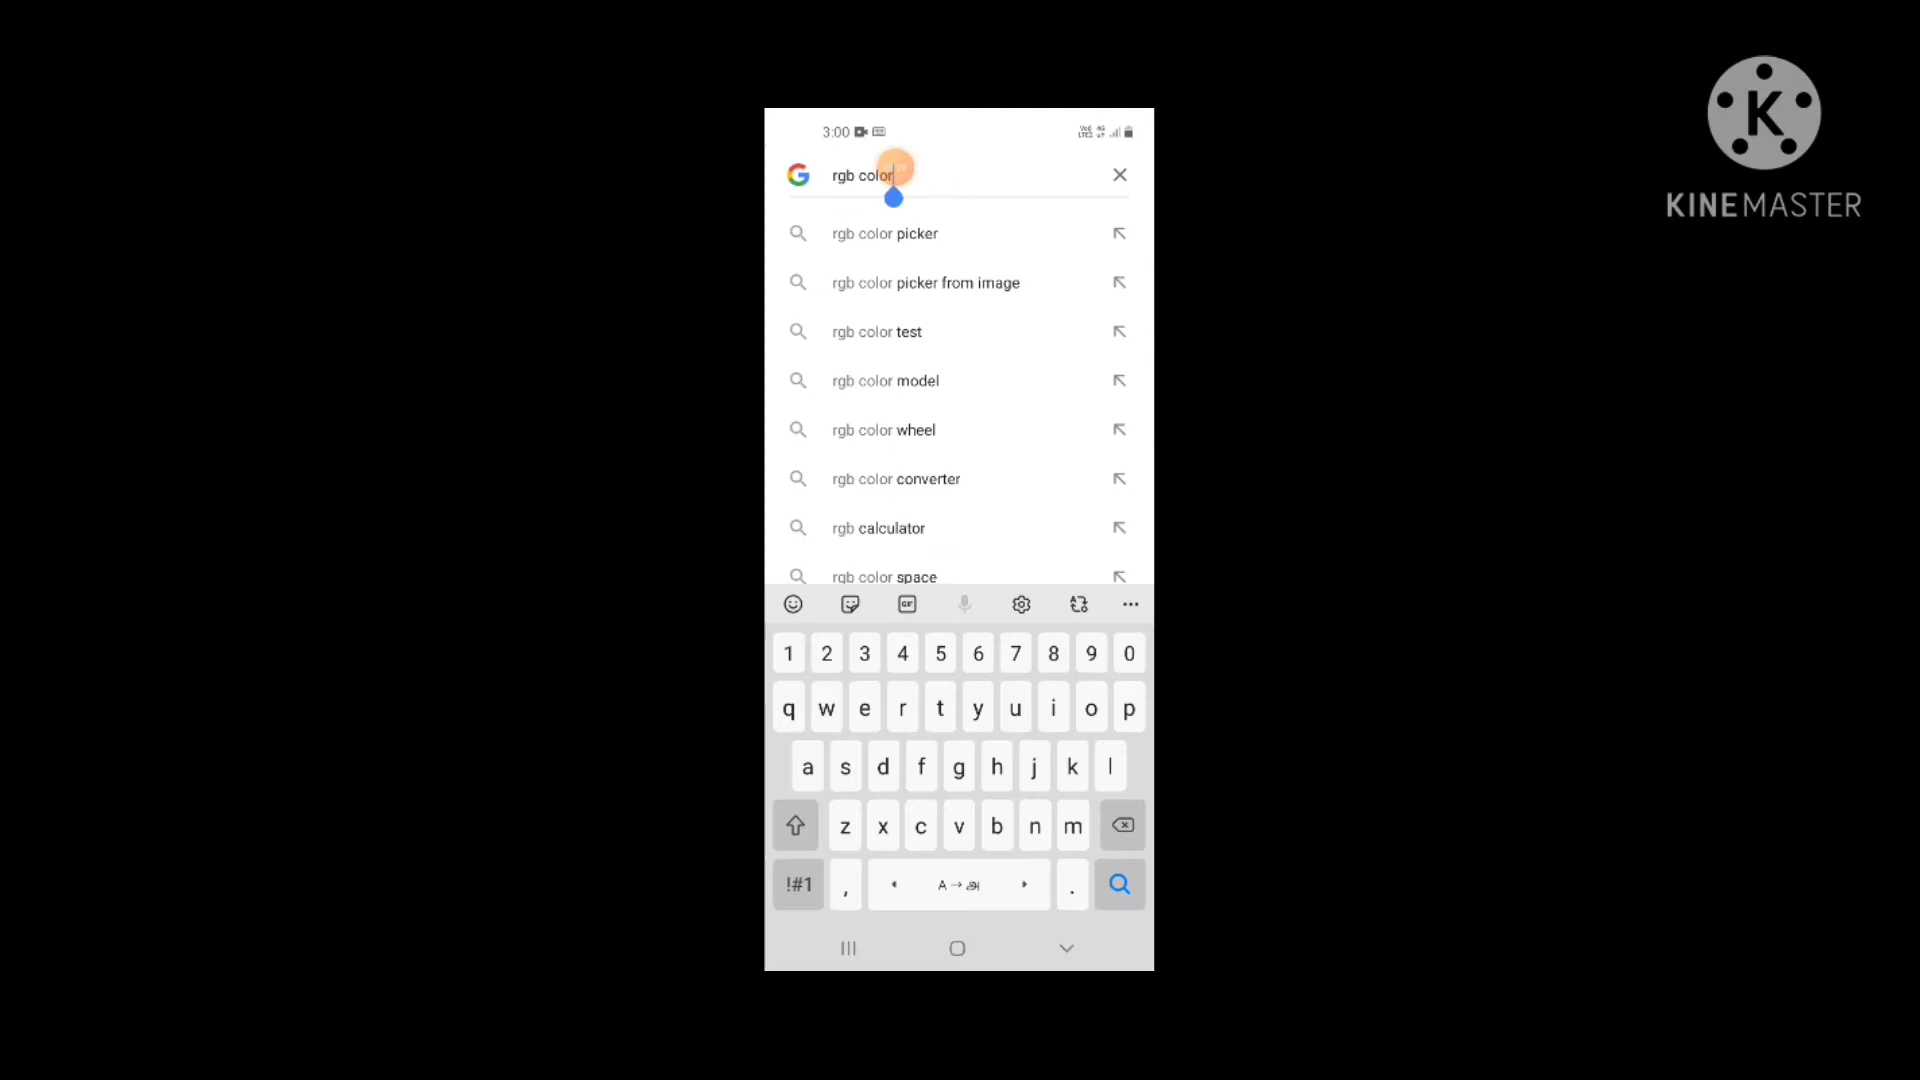 3:00
K
KINEMASTER
rgb color
rgb color picker
rgb color picker from image
rgb color test
rgb color model
rgb color wheel
rgb color converter
rgb calculator
rgb color space
GIF
1 2 3 4 5 6 7 8 9 0
q w e r t y u i o p
a s d f g h j k l
z x c v b n m
!#1 , A → அ .